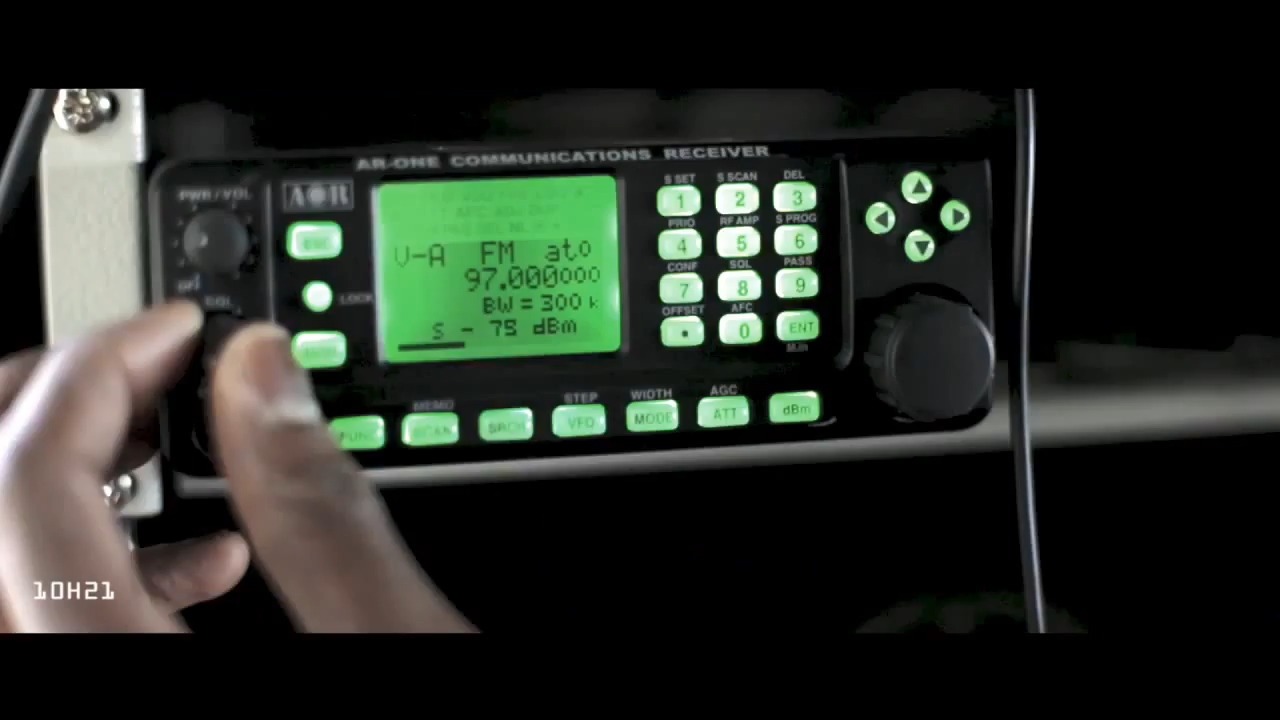 AR-ONE COMMUNICATIONS RECEIVER
PWR/VOL
AOR
SQL
LOCK
V-A FM ato
97.000000
BW = 300 k
S - 75 dBm
S SET S SCAN DEL
1 2 3
PRIO RF AMP S PROG
4 5 6
CONF SQL PASS
7 8 9
OFFSET AFC
. 0 ENT
M.in
MEMO STEP WIDTH AGC
FUNC SCAN SRCH VFO MODE ATT dBm
10H21